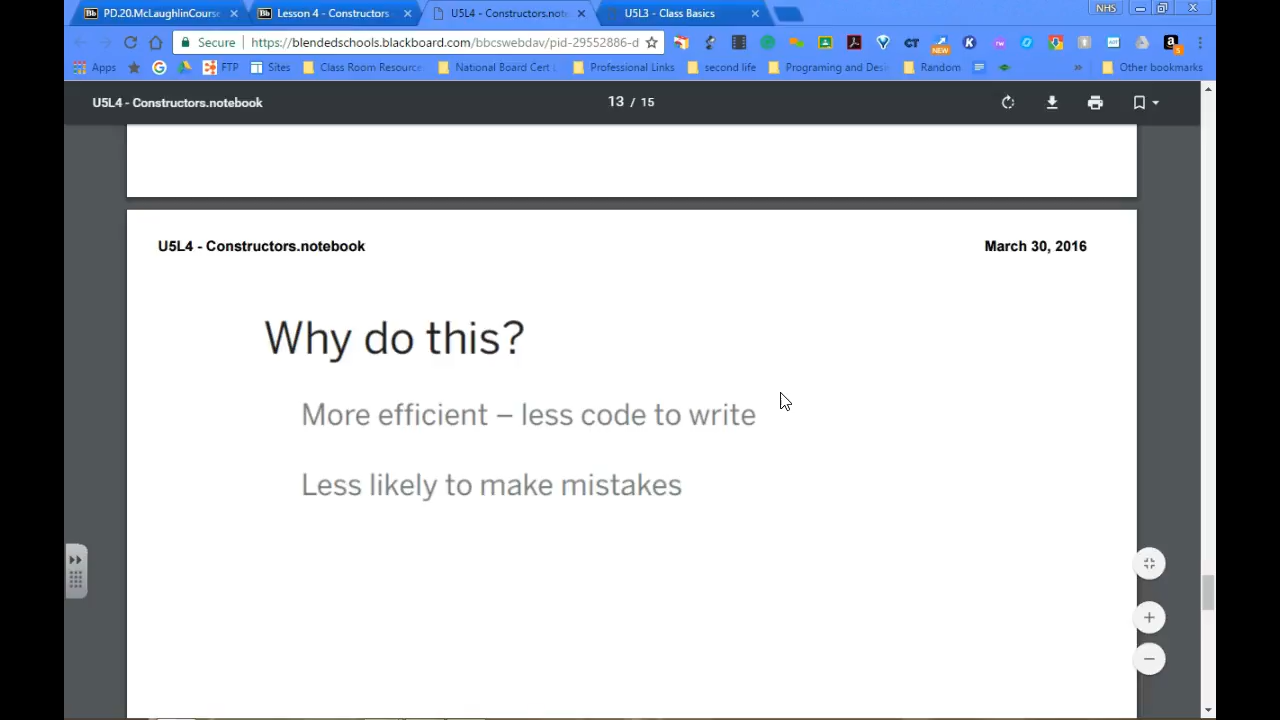 PD.20.McLaughlinCourse
Lesson 4 - Constructors
U5L4 - Constructors.note
U5L3 - Class Basics
NHS
Secure
https://blendedschools.blackboard.com/bbcswebdav/pid-29552886-d
Apps
FTP
Sites
Class Room Resource
National Board Cert
Professional Links
second life
Programing and Des
Random
»
Other bookmarks
U5L4 - Constructors.notebook
13 / 15
U5L4 - Constructors.notebook
March 30, 2016
Why do this?
More efficient – less code to write
Less likely to make mistakes